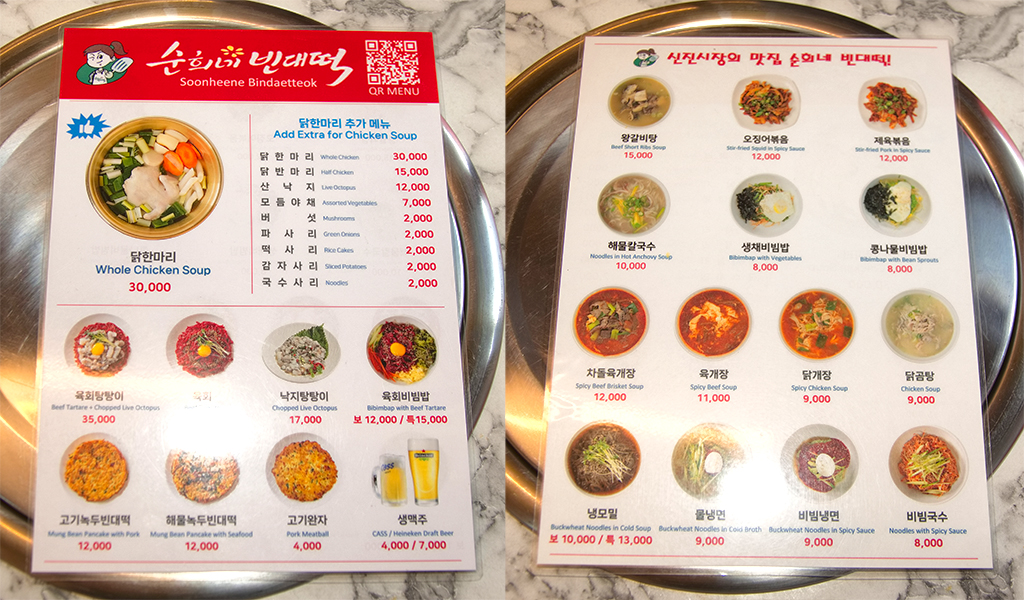 순희네 빈대떡
Soonheene Bindaetteok
QR MENU
닭한마리
Whole Chicken Soup
30,000
닭한마리 추가 메뉴
Add Extra for Chicken Soup
닭한마리 Whole Chicken 30,000
닭반마리 Half Chicken 15,000
산낙지 Live Octopus 12,000
모듬야채 Assorted Vegetables 7,000
버섯 Mushrooms 2,000
파사리 Green Onions 2,000
떡사리 Rice Cakes 2,000
감자사리 Sliced Potatoes 2,000
국수사리 Noodles 2,000
육회탕탕이
Beef Tartare + Chopped Live Octopus
35,000
육회
낙지탕탕이
Chopped Live Octopus
17,000
육회비빔밥
Bibimbap with Beef Tartare
보 12,000 / 특15,000
고기녹두빈대떡
Mung Bean Pancake with Pork
12,000
해물녹두빈대떡
Mung Bean Pancake with Seafood
12,000
고기완자
Pork Meatball
4,000
생맥주
CASS / Heineken Draft Beer
4,000 / 7,000
신진시장의 맛집 순희네 빈대떡!
왕갈비탕
Beef Short Ribs Soup
15,000
오징어볶음
Stir-fried Squid in Spicy Sauce
12,000
제육볶음
Stir-fried Pork in Spicy Sauce
12,000
해물칼국수
Noodles in Hot Anchovy Soup
10,000
생채비빔밥
Bibimbap with Vegetables
8,000
콩나물비빔밥
Bibimbap with Bean Sprouts
8,000
차돌육개장
Spicy Beef Brisket Soup
12,000
육개장
Spicy Beef Soup
11,000
닭개장
Spicy Chicken Soup
9,000
닭곰탕
Chicken Soup
9,000
냉모밀
Buckwheat Noodles in Cold Soup
보 10,000 / 특 13,000
물냉면
Buckwheat Noodles in Cold Broth
9,000
비빔냉면
Buckwheat Noodles in Spicy Sauce
9,000
비빔국수
Noodles with Spicy Sauce
8,000